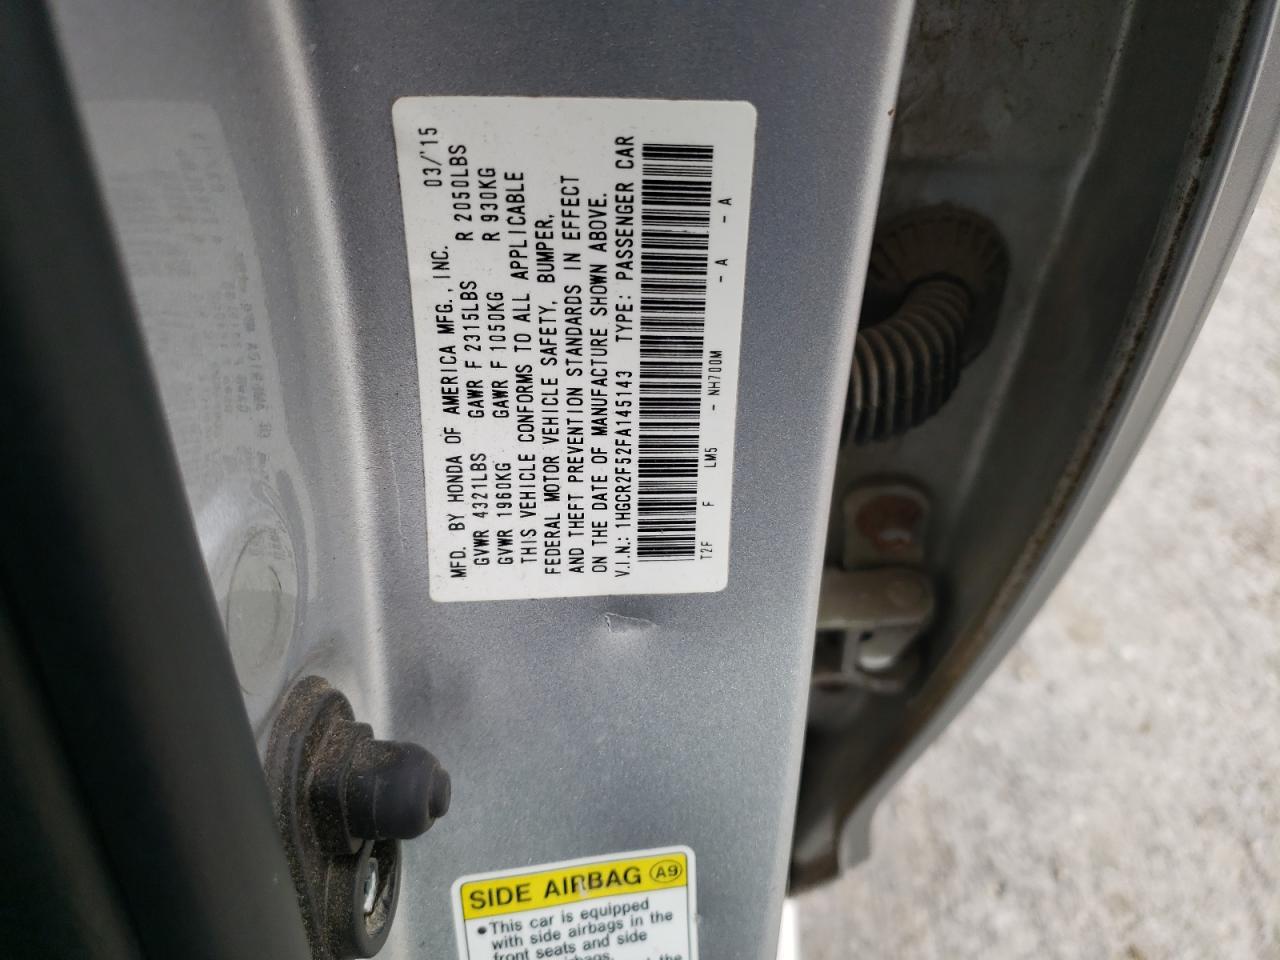 MFD. BY HONDA OF AMERICA MFG., INC. 03/'15
GVWR 4321LBS GAWR F 2315LBS R 2050LBS
GVWR 1960KG GAWR F 1050KG R 930KG
THIS VEHICLE CONFORMS TO ALL APPLICABLE
FEDERAL MOTOR VEHICLE SAFETY, BUMPER,
AND THEFT PREVENTION STANDARDS IN EFFECT
ON THE DATE OF MANUFACTURE SHOWN ABOVE.
V.I.N.: 1HGCR2F52FA145143 TYPE: PASSENGER CAR
T2F F LM5 - NH700M - A - A
SIDE AIRBAG A9
• This car is equipped
with side airbags in the
front seats and side